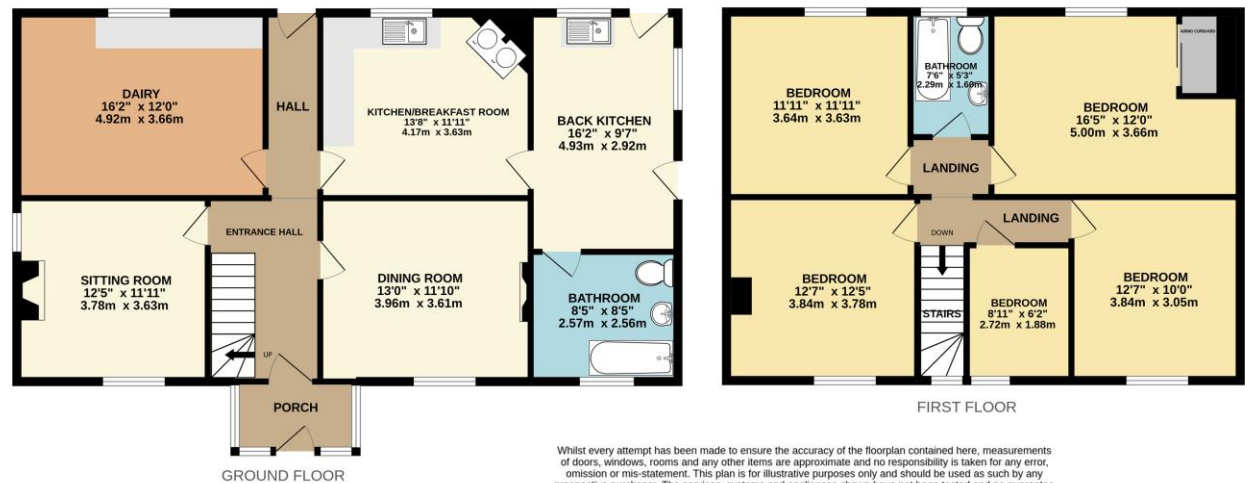 DAIRY
16'2" x 12'0"
4.92m x 3.66m
HALL
KITCHEN/BREAKFAST ROOM
13'8" x 11'11"
4.17m x 3.63m
BACK KITCHEN
16'2" x 9'7"
4.93m x 2.92m
ENTRANCE HALL
SITTING ROOM
12'5" x 11'11"
3.78m x 3.63m
DINING ROOM
13'0" x 11'10"
3.96m x 3.61m
BATHROOM
8'5" x 8'5"
2.57m x 2.56m
UP
PORCH
GROUND FLOOR
BEDROOM
11'11" x 11'11"
3.64m x 3.63m
BATHROOM
7'6" x 5'3"
2.29m x 1.60m
AIRING CUPBOARD
BEDROOM
16'5" x 12'0"
5.00m x 3.66m
LANDING
LANDING
DOWN
BEDROOM
12'7" x 12'5"
3.84m x 3.78m
STAIRS
BEDROOM
8'11" x 6'2"
2.72m x 1.88m
BEDROOM
12'7" x 10'0"
3.84m x 3.05m
FIRST FLOOR
Whilst every attempt has been made to ensure the accuracy of the floorplan contained here, measurements
of doors, windows, rooms and any other items are approximate and no responsibility is taken for any error,
omission or mis-statement. This plan is for illustrative purposes only and should be used as such by any